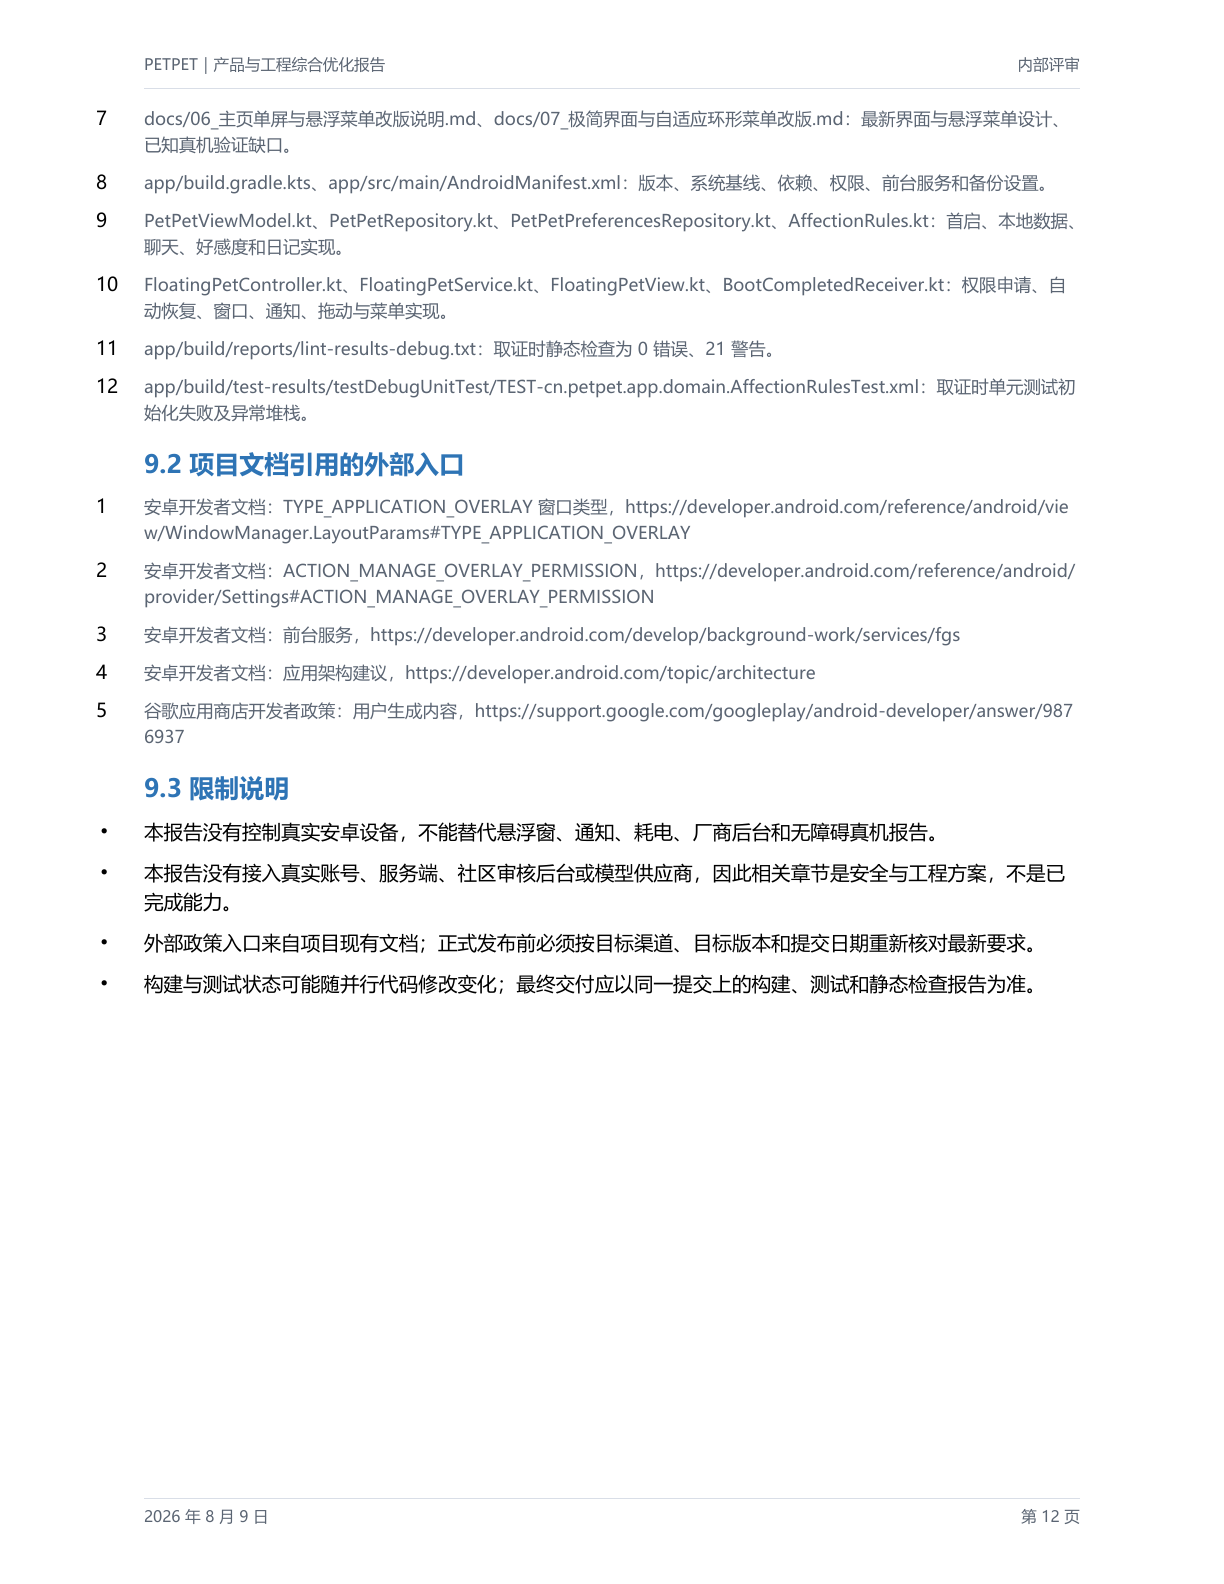 PETPET | 产品与工程综合优化报告
内部评审
7 docs/06_主页单屏与悬浮菜单改版说明.md、docs/07_极简界面与自适应环形菜单改版.md：最新界面与悬浮菜单设计、
已知真机验证缺口。
8 app/build.gradle.kts、app/src/main/AndroidManifest.xml：版本、系统基线、依赖、权限、前台服务和备份设置。
9 PetPetViewModel.kt、PetPetRepository.kt、PetPetPreferencesRepository.kt、AffectionRules.kt：首启、本地数据、
聊天、好感度和日记实现。
10 FloatingPetController.kt、FloatingPetService.kt、FloatingPetView.kt、BootCompletedReceiver.kt：权限申请、自
动恢复、窗口、通知、拖动与菜单实现。
11 app/build/reports/lint-results-debug.txt：取证时静态检查为 0 错误、21 警告。
12 app/build/test-results/testDebugUnitTest/TEST-cn.petpet.app.domain.AffectionRulesTest.xml：取证时单元测试初
始化失败及异常堆栈。
9.2 项目文档引用的外部入口
1 安卓开发者文档：TYPE_APPLICATION_OVERLAY 窗口类型，https://developer.android.com/reference/android/vie
w/WindowManager.LayoutParams#TYPE_APPLICATION_OVERLAY
2 安卓开发者文档：ACTION_MANAGE_OVERLAY_PERMISSION，https://developer.android.com/reference/android/
provider/Settings#ACTION_MANAGE_OVERLAY_PERMISSION
3 安卓开发者文档：前台服务，https://developer.android.com/develop/background-work/services/fgs
4 安卓开发者文档：应用架构建议，https://developer.android.com/topic/architecture
5 谷歌应用商店开发者政策：用户生成内容，https://support.google.com/googleplay/android-developer/answer/987
6937
9.3 限制说明
• 本报告没有控制真实安卓设备，不能替代悬浮窗、通知、耗电、厂商后台和无障碍真机报告。
• 本报告没有接入真实账号、服务端、社区审核后台或模型供应商，因此相关章节是安全与工程方案，不是已
完成能力。
• 外部政策入口来自项目现有文档；正式发布前必须按目标渠道、目标版本和提交日期重新核对最新要求。
• 构建与测试状态可能随并行代码修改变化；最终交付应以同一提交上的构建、测试和静态检查报告为准。
2026 年 8 月 9 日
第 12 页